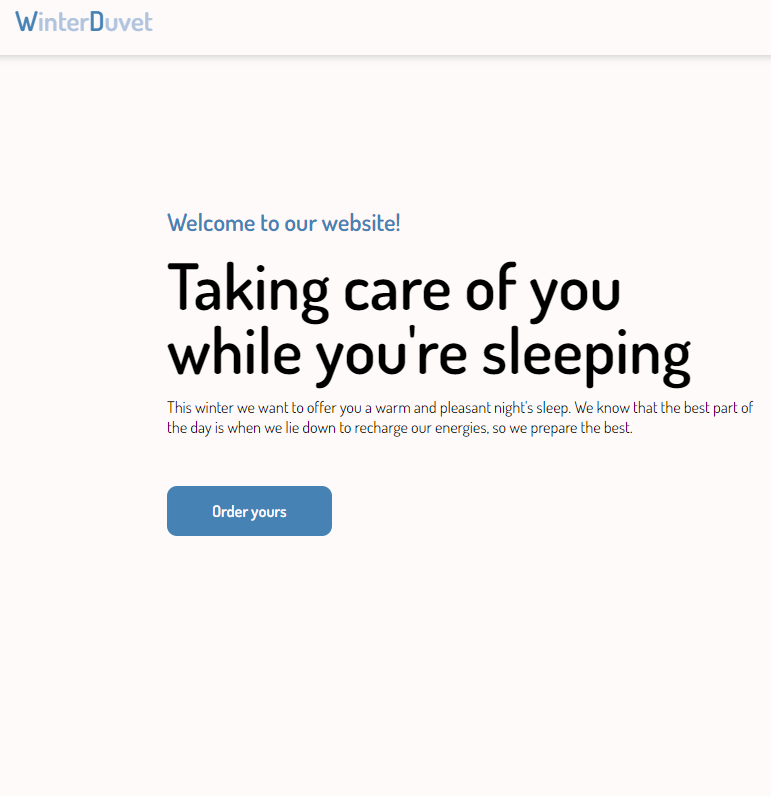 WinterDuvet
Welcome to our website!
Taking care of you
while you're sleeping
This winter we want to offer you a warm and pleasant night's sleep. We know that the best part of
the day is when we lie down to recharge our energies, so we prepare the best.
Order yours